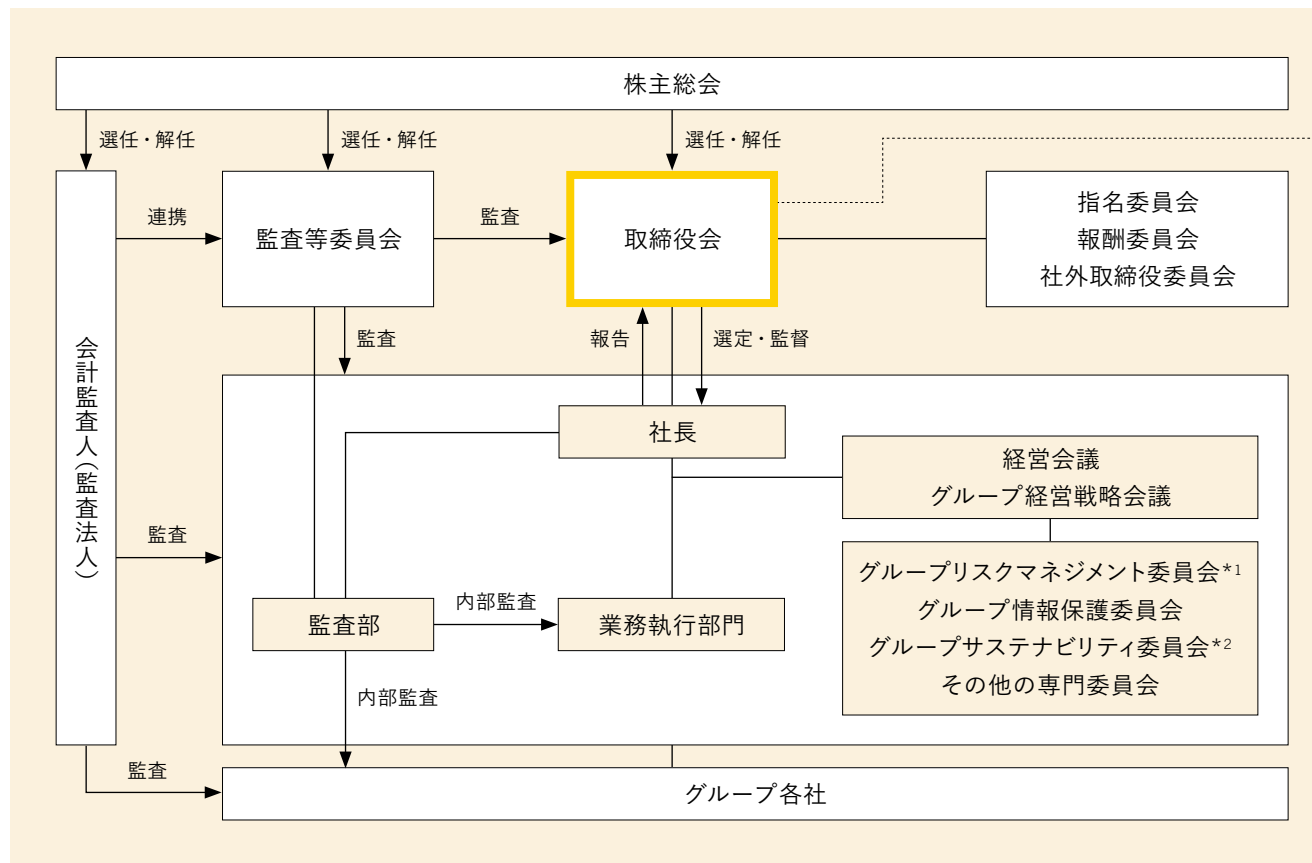 株主総会
選任・解任
選任・解任
選任・解任
連携
監査等委員会
監査
取締役会
指名委員会
報酬委員会
社外取締役委員会
監査
報告
選定・監督
会計監査人(監査法人)
社長
経営会議
グループ経営戦略会議
監査
グループリスクマネジメント委員会*1
グループ情報保護委員会
グループサステナビリティ委員会*2
その他の専門委員会
監査部
内部監査
業務執行部門
内部監査
監査
グループ各社